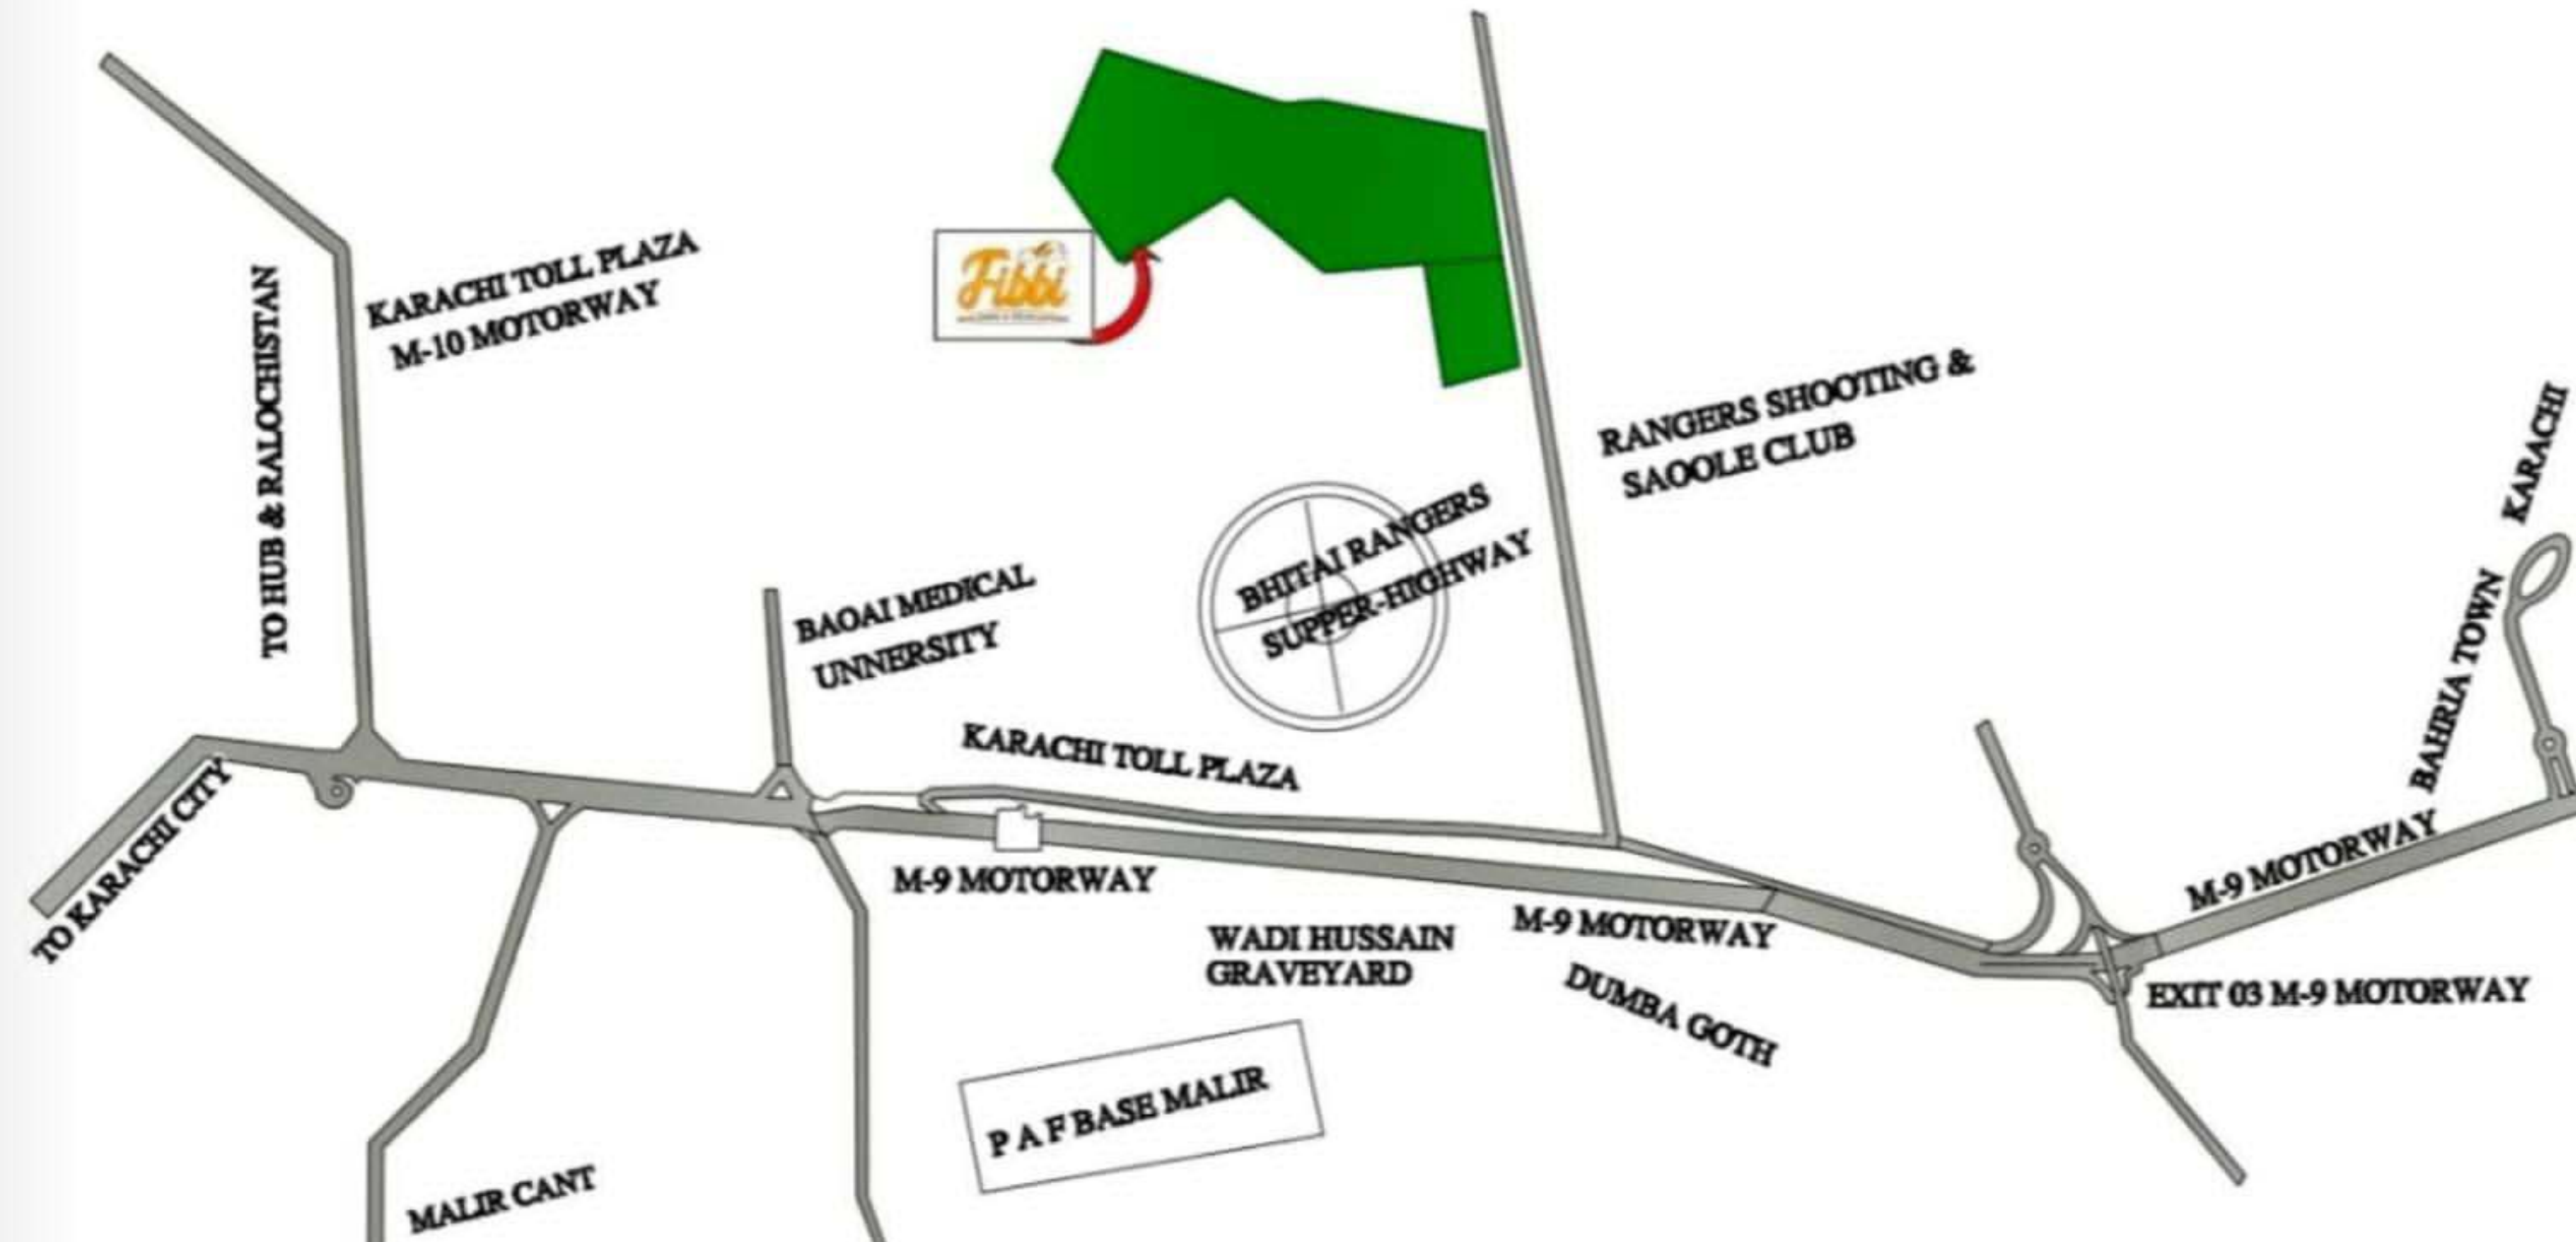 KARACHI TOLL PLAZA
M-10 MOTORWAY
TO HUB & RALOCHISTAN
Fibbi
RANGERS SHOOTING &
SAOOLE CLUB
KARACHI
BAHRIA TOWN
BHITAI RANGERS
SUPPER-HIGHWAY
BAOAI MEDICAL
UNNERSITY
KARACHI TOLL PLAZA
TO KARACHI CITY
M-9 MOTORWAY
M-9 MOTORWAY
M-9 MOTORWAY
WADI HUSSAIN
GRAVEYARD
DUMBA GOTH
EXIT 03 M-9 MOTORWAY
P A F BASE MALIR
MALIR CANT